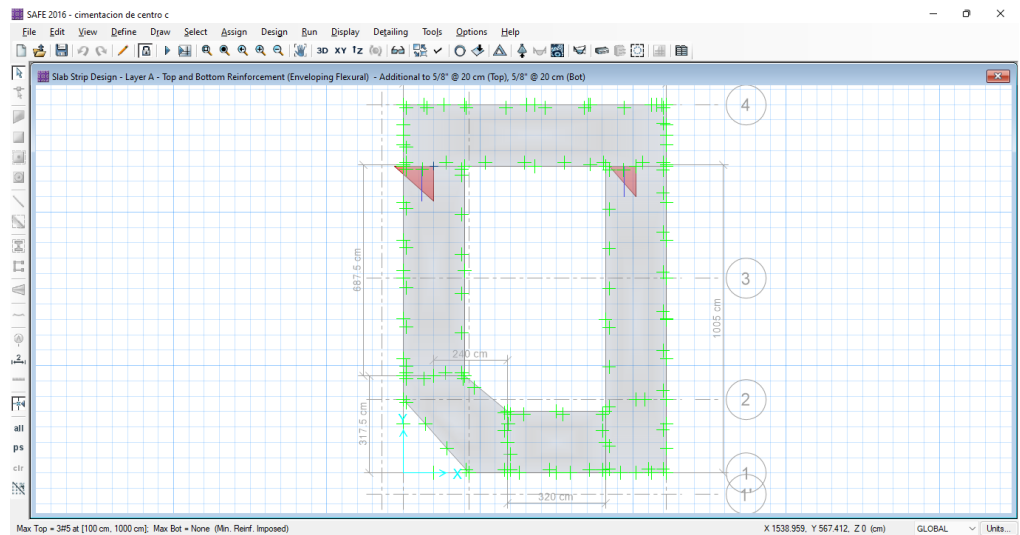 SAFE 2016 - cimentacion de centro c
File Edit View Define Draw Select Assign Design Run Display Detailing Tools Options Help
3D XY
Slab Strip Design - Layer A - Top and Bottom Reinforcement (Enveloping Flexural) - Additional to 5/8" @ 20 cm (Top), 5/8" @ 20 cm (Bot)
4
687.5 cm
3
1005 cm
240 cm
2
317.5 cm
Y
X
1
1'
320 cm
all
ps
clr
Max Top = 3#5 at [100 cm, 1000 cm]; Max Bot = None (Min. Reinf. Imposed)
X 1538.959, Y 567.412, Z 0 (cm)
GLOBAL
Units...